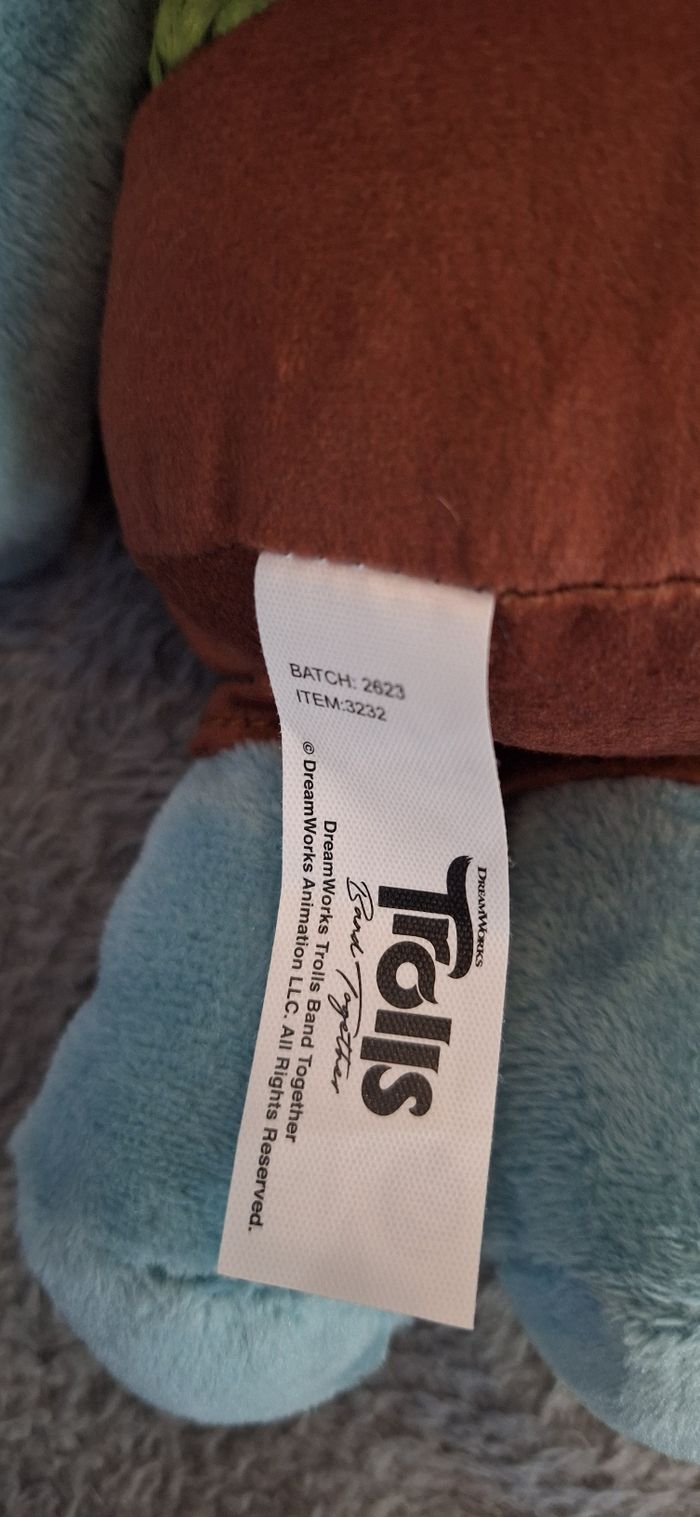 BATCH: 2623
ITEM:3232
DREAMWORKS
Trolls
Band Together
DreamWorks Trolls Band Together
© DreamWorks Animation LLC. All Rights Reserved.